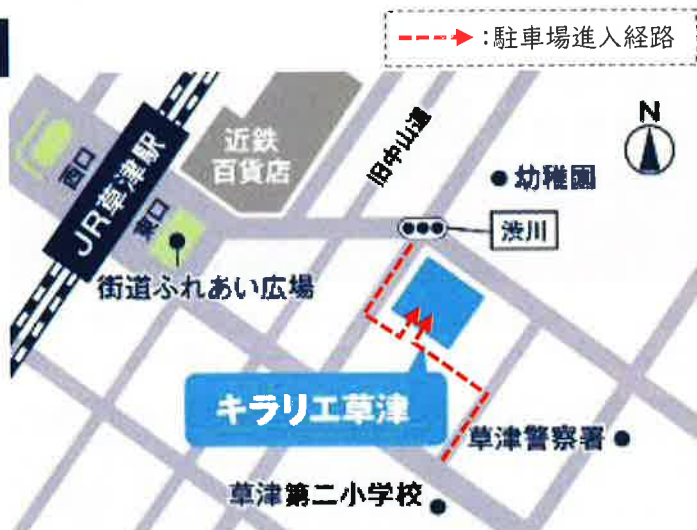 :駐車場進入経路
N
近鉄
百貨店
旧中山道
幼稚園
西口
JR草津駅
東口
渋川
街道ふれあい広場
キラリエ草津
草津警察署
草津第二小学校